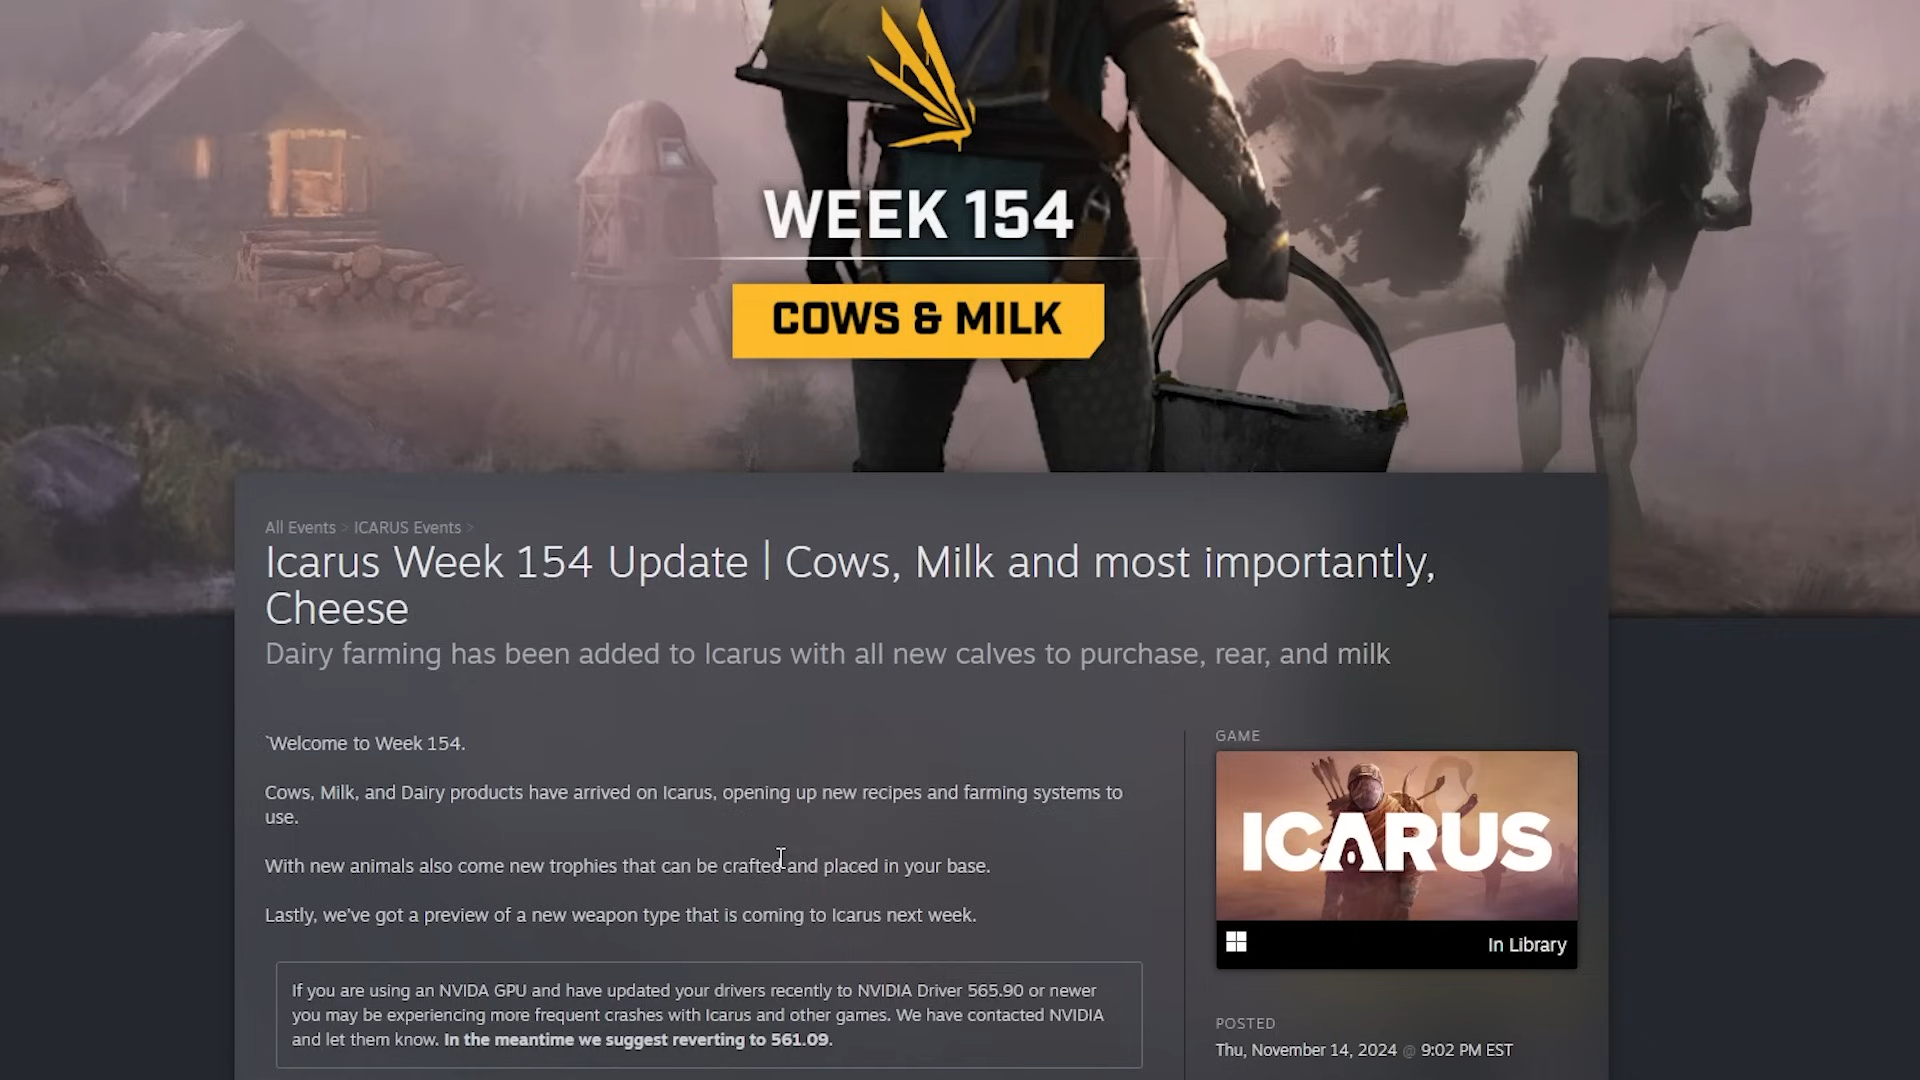 WEEK 154
COWS & MILK
All Events > ICARUS Events >
Icarus Week 154 Update | Cows, Milk and most importantly,
Cheese
Dairy farming has been added to Icarus with all new calves to purchase, rear, and milk
`Welcome to Week 154.
Cows, Milk, and Dairy products have arrived on Icarus, opening up new recipes and farming systems to
use.
With new animals also come new trophies that can be crafted and placed in your base.
Lastly, we've got a preview of a new weapon type that is coming to Icarus next week.
If you are using an NVIDA GPU and have updated your drivers recently to NVIDIA Driver 565.90 or newer
you may be experiencing more frequent crashes with Icarus and other games. We have contacted NVIDIA
and let them know. In the meantime we suggest reverting to 561.09.
GAME
ICARUS
In Library
POSTED
Thu, November 14, 2024 @ 9:02 PM EST